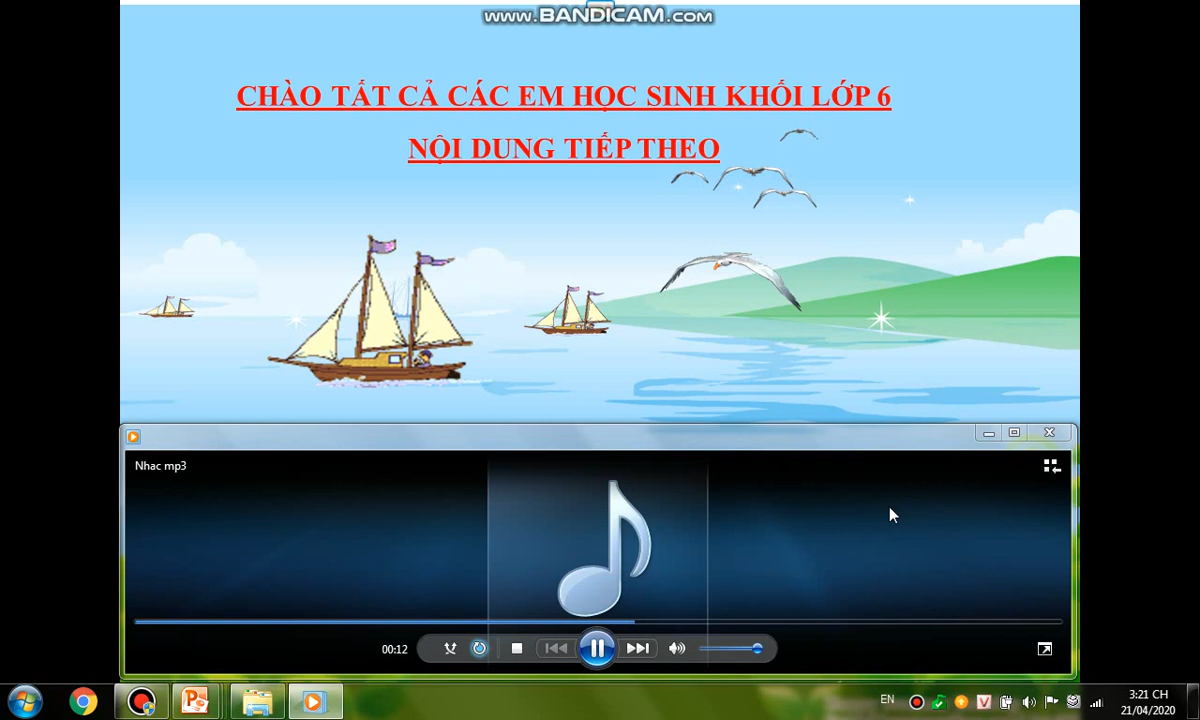 www.BANDICAM.com
CHÀO TẤT CẢ CÁC EM HỌC SINH KHỐI LỚP 6
NỘI DUNG TIẾP THEO
Nhac mp3
00:12
EN
3:21 CH
21/04/2020